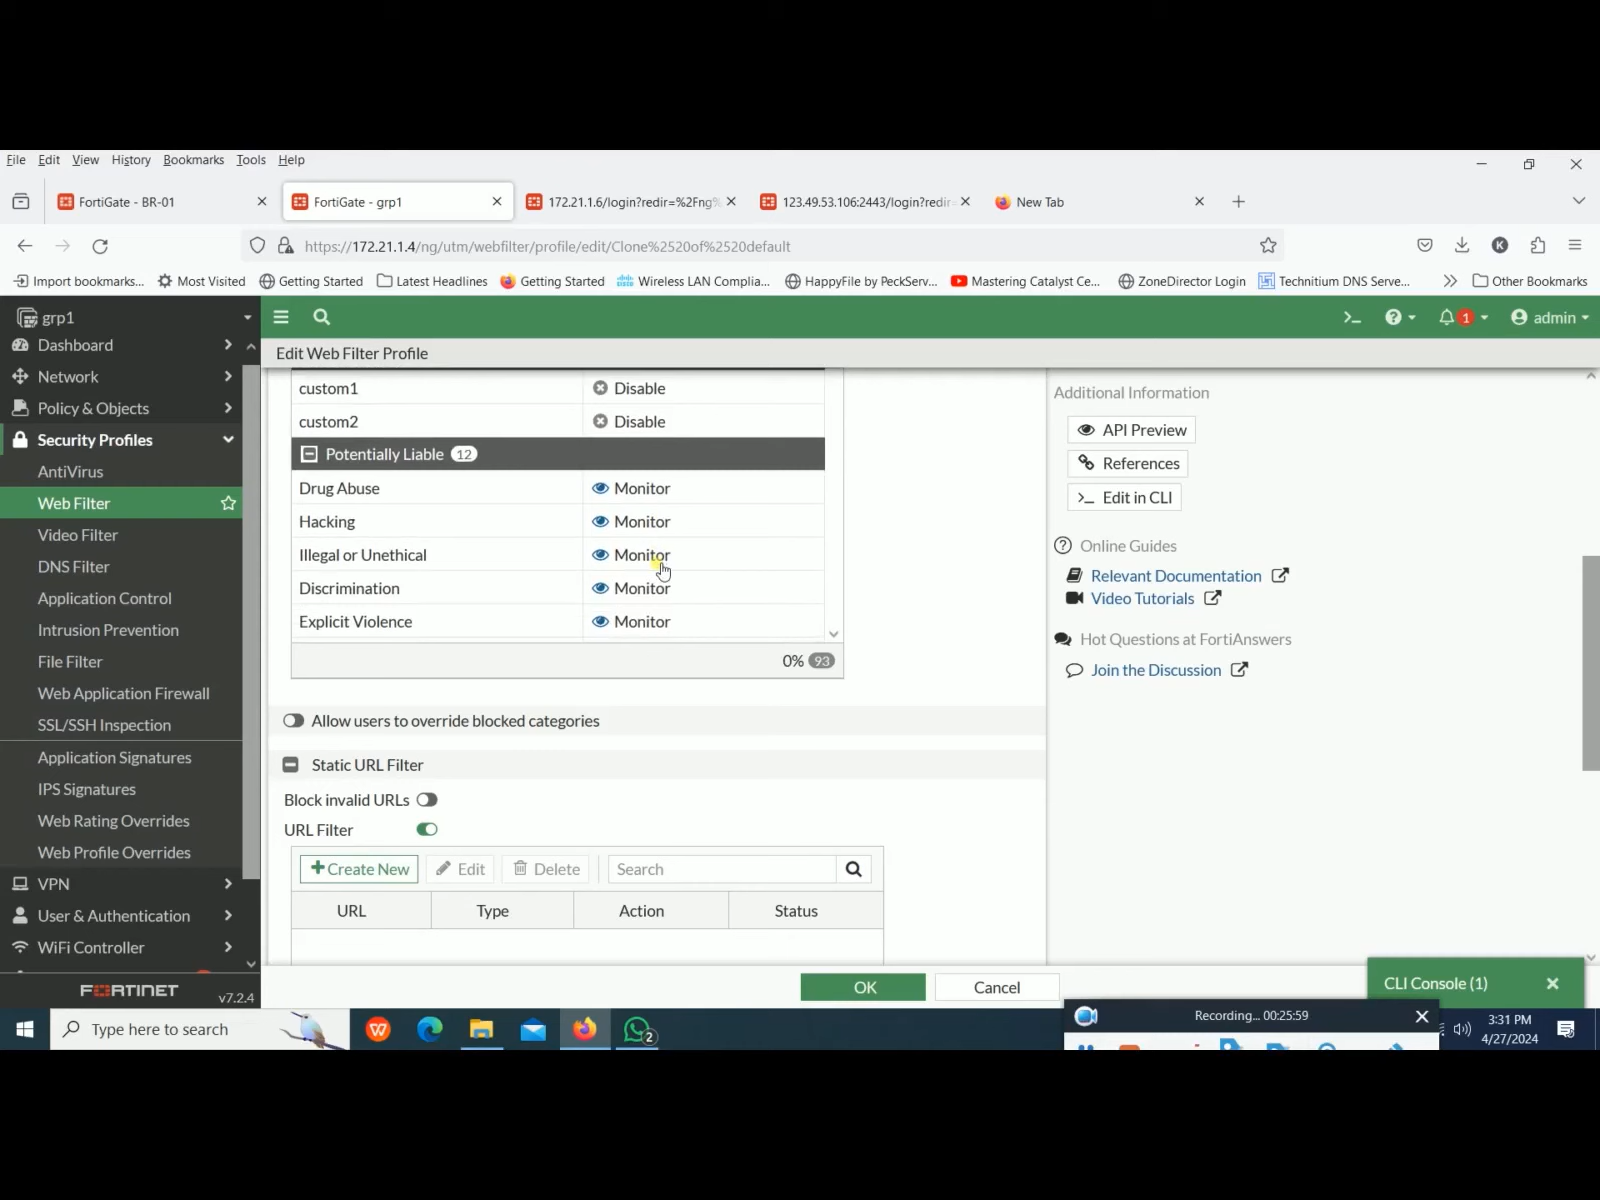 File Edit View History Bookmarks Tools Help
FortiGate - BR-01
FortiGate - grp1
172.21.1.6/login?redir=%2Fng%
123.49.53.106:2443/login?redir=
New Tab
https://172.21.1.4/ng/utm/webfilter/profile/edit/Clone%2520of%2520default
K
Import bookmarks... Most Visited Getting Started Latest Headlines Getting Started Wireless LAN Complia... HappyFile by PeckServ... Mastering Catalyst Ce... ZoneDirector Login Technitium DNS Serve... Other Bookmarks
grp1
1
admin
Dashboard
Network
Policy & Objects
Security Profiles
AntiVirus
Web Filter
Video Filter
DNS Filter
Application Control
Intrusion Prevention
File Filter
Web Application Firewall
SSL/SSH Inspection
Application Signatures
IPS Signatures
Web Rating Overrides
Web Profile Overrides
VPN
User & Authentication
WiFi Controller
FORTINET v7.2.4
Edit Web Filter Profile
custom1 Disable
custom2 Disable
Potentially Liable 12
Drug Abuse Monitor
Hacking Monitor
Illegal or Unethical Monitor
Discrimination Monitor
Explicit Violence Monitor
0% 93
Allow users to override blocked categories
Static URL Filter
Block invalid URLs
URL Filter
Create New Edit Delete Search
URL Type Action Status
OK Cancel
Additional Information
API Preview
References
>_ Edit in CLI
Online Guides
Relevant Documentation
Video Tutorials
Hot Questions at FortiAnswers
Join the Discussion
CLI Console (1)
Type here to search
W
2
Recording... 00:25:59
3:31 PM
4/27/2024